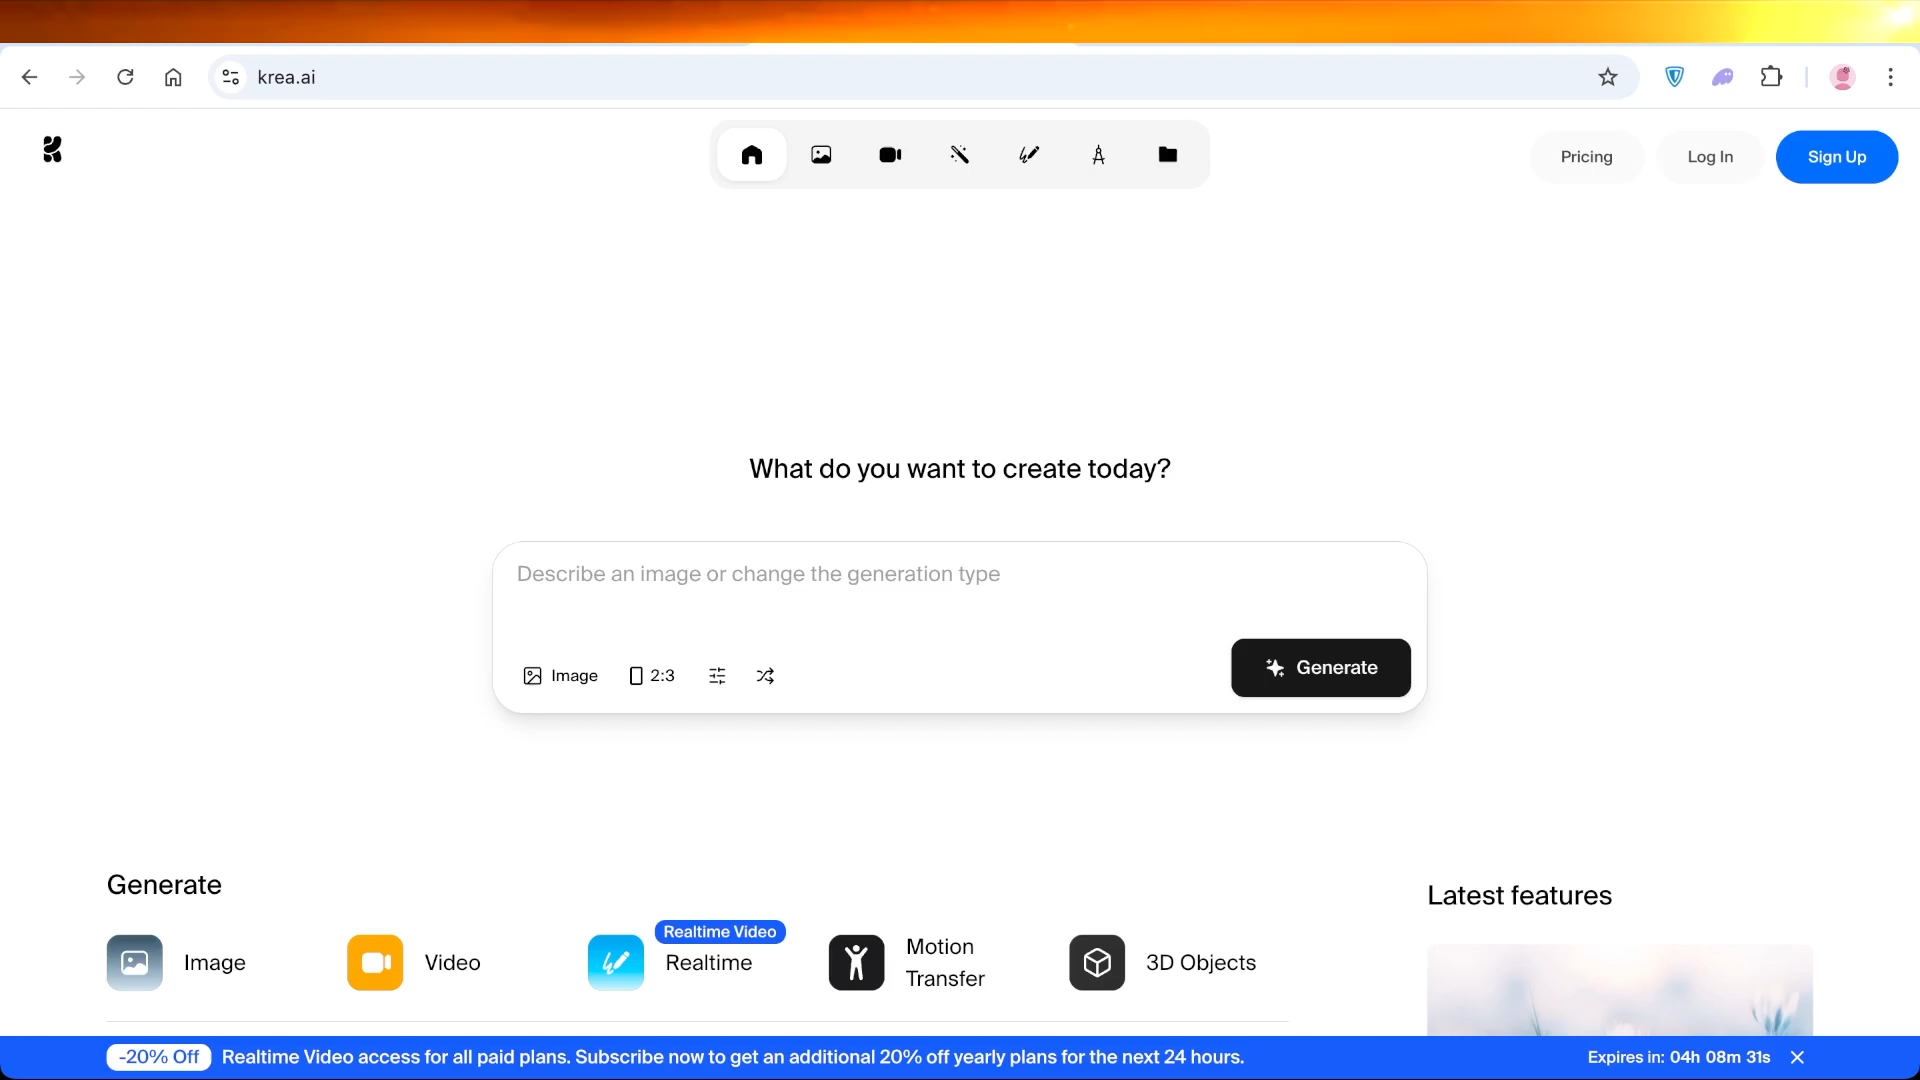 krea.ai
Pricing
Log In
Sign Up
What do you want to create today?
Describe an image or change the generation type
Image
2:3
Generate
Generate
Latest features
Image
Video
Realtime Video
Realtime
Motion
Transfer
3D Objects
-20% Off
Realtime Video access for all paid plans. Subscribe now to get an additional 20% off yearly plans for the next 24 hours.
Expires in: 04h 08m 31s